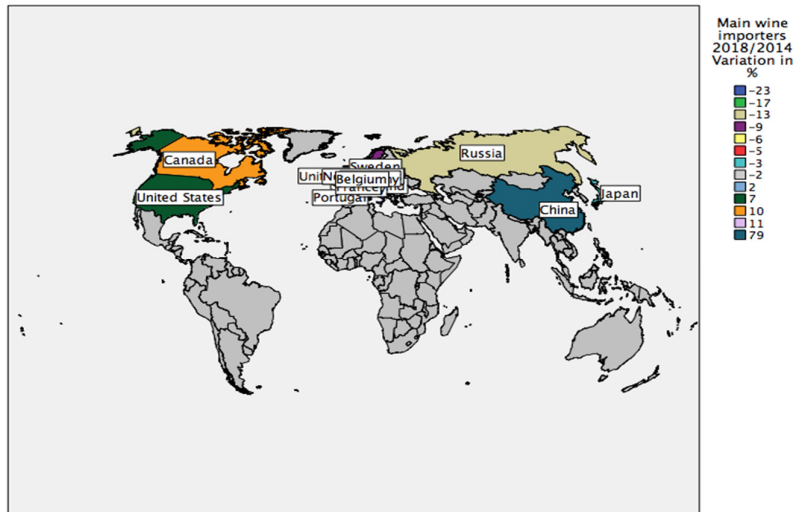 Main wine
importers
2018/2014
Variation in
%
-23
-17
-13
-9
-6
-5
-3
-2
2
7
10
11
79
Canada
Russia
Sweden
Belgium
United States
Portugal
Japan
China